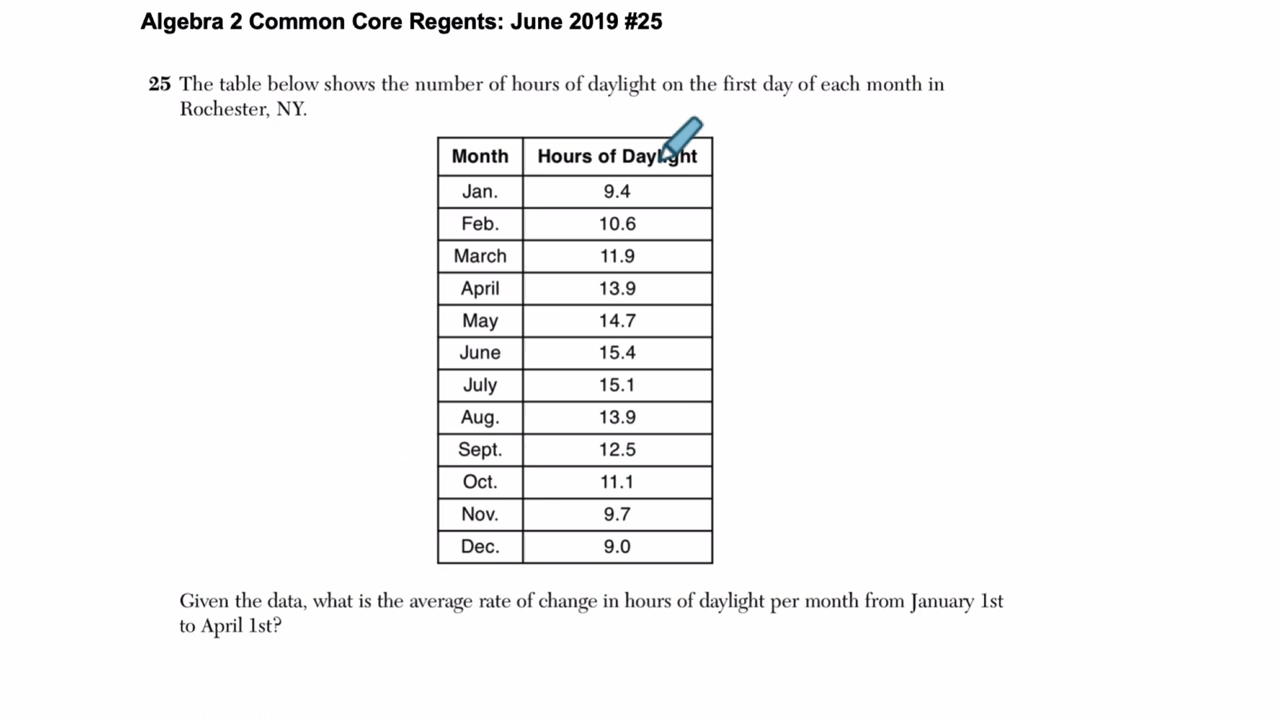 Algebra 2 Common Core Regents: June 2019 #25
25 The table below shows the number of hours of daylight on the first day of each month in
Rochester, NY.
Month Hours of Daylight
Jan. 9.4
Feb. 10.6
March 11.9
April 13.9
May 14.7
June 15.4
July 15.1
Aug. 13.9
Sept. 12.5
Oct. 11.1
Nov. 9.7
Dec. 9.0
Given the data, what is the average rate of change in hours of daylight per month from January 1st
to April 1st?